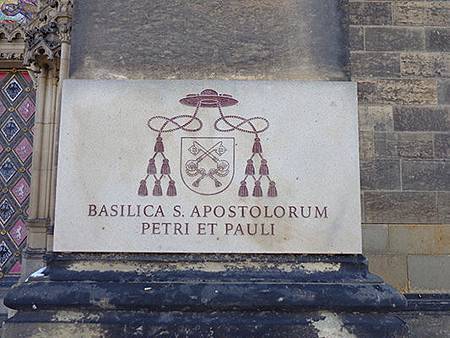 BASILICA S. APOSTOLORUM
PETRI ET PAULI